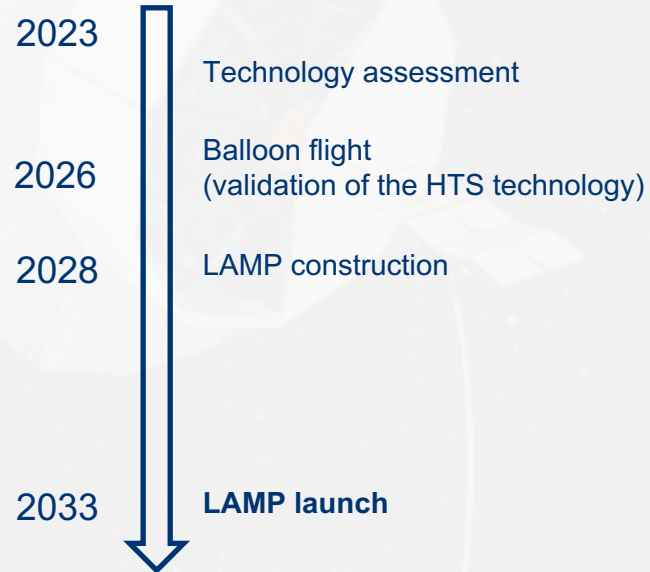 2023
Technology assessment
Balloon flight
2026
(validation of the HTS technology)
2028
LAMP construction
2033
LAMP launch